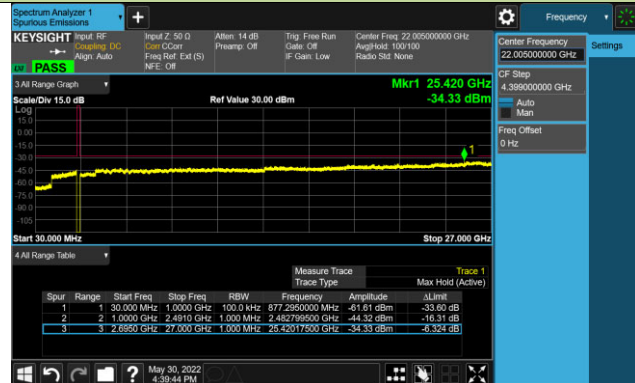 Spectrum Analyzer 1
Spurious Emissions
Frequency
KEYSIGHT
Input: RF
Coupling: DC
Align: Auto
Input Z: 50 Ω
Corr CCorr
Freq Ref: Ext (S)
NFE: Off
Atten: 14 dB
Preamp: Off
Trig: Free Run
Gate: Off
IF Gain: Low
Center Freq: 22.005000000 GHz
Avg|Hold: 100/100
Radio Std: None
PASS
Center Frequency
22.005000000 GHz
Settings
CF Step
4.399000000 GHz
Auto
Man
Freq Offset
0 Hz
3 All Range Graph
Mkr1 25.420 GHz
Scale/Div 15.0 dB
Ref Value 30.00 dBm
-34.33 dBm
Log
15.0
0.00
-15.0
-30.0
-45.0
-60.0
-75.0
-90.0
-105
1
Start 30.000 MHz
Stop 27.000 GHz
4 All Range Table
Measure Trace Trace 1
Trace Type Max Hold (Active)
Spur Range Start Freq Stop Freq RBW Frequency Amplitude ΔLimit
1 1 30.000 MHz 1.0000 GHz 100.0 kHz 877.2950000 MHz -61.61 dBm -33.60 dB
2 2 1.0000 GHz 2.4910 GHz 1.000 MHz 2.482799500 GHz -44.32 dBm -16.31 dB
3 3 2.6950 GHz 27.000 GHz 1.000 MHz 25.42017500 GHz -34.33 dBm -6.324 dB
May 30, 2022
4:39:44 PM